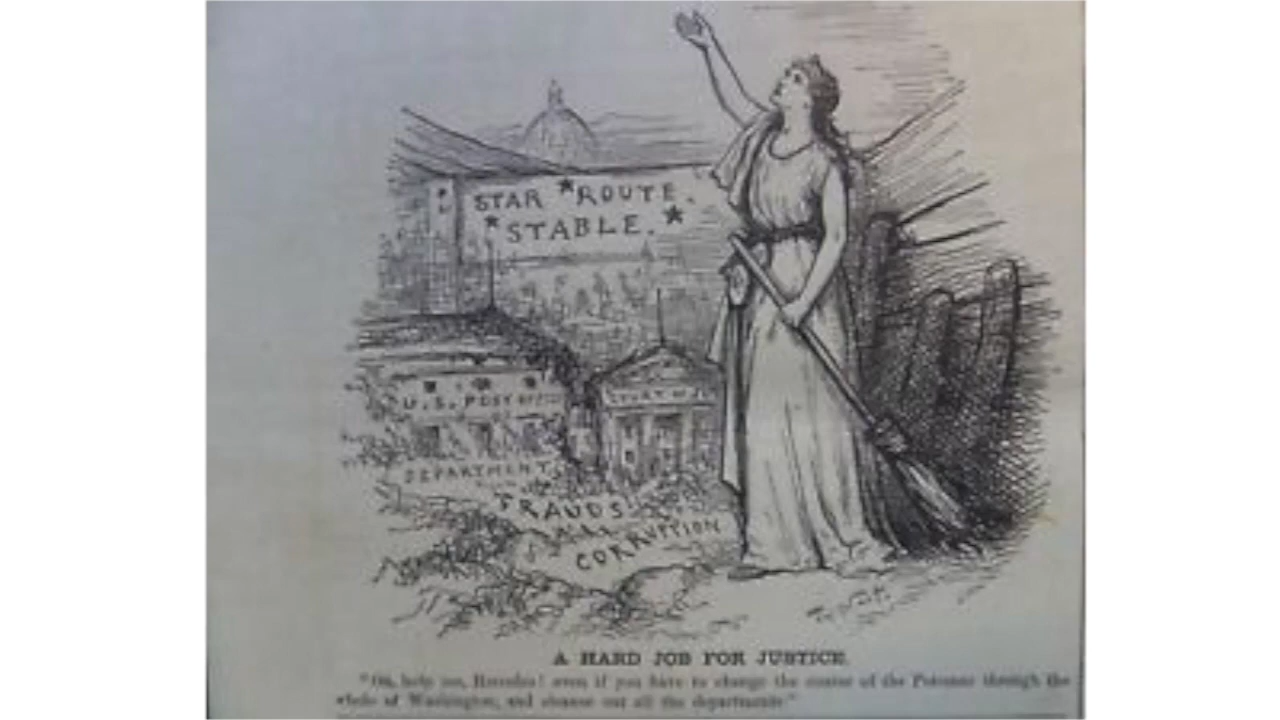 STAR ROUTE.
STABLE.
U.S. POST OFFICE
DEPARTMENT.
COURT OF
FRAUDS!
CORRUPTION
A HARD JOB FOR JUSTICE.
"Oh, help me, Hercules! even if you have to change the course of the Potomac through the
whole of Washington, and cleanse out all the departments."